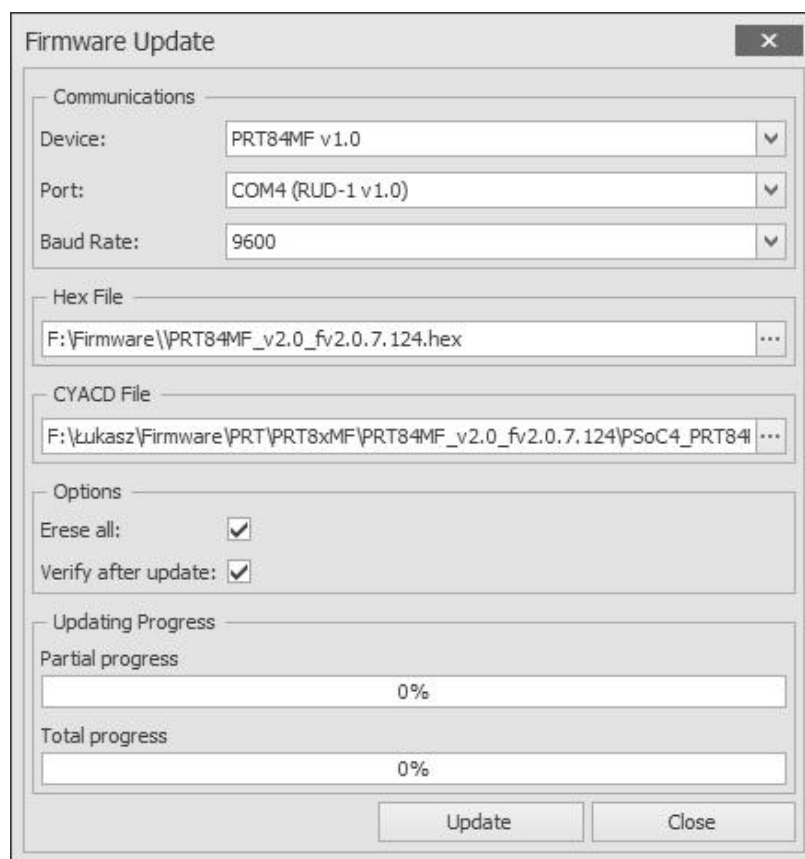 Firmware Update
Communications
Device: PRT84MF v1.0
Port: COM4 (RUD-1 v1.0)
Baud Rate: 9600
Hex File
F:\Firmware\\PRT84MF_v2.0_fv2.0.7.124.hex ...
CYACD File
F:\Łukasz\Firmware\PRT\PRT8xMF\PRT84MF_v2.0_fv2.0.7.124\PSoC4_PRT84 ...
Options
Erese all:
Verify after update:
Updating Progress
Partial progress
0%
Total progress
0%
Update Close